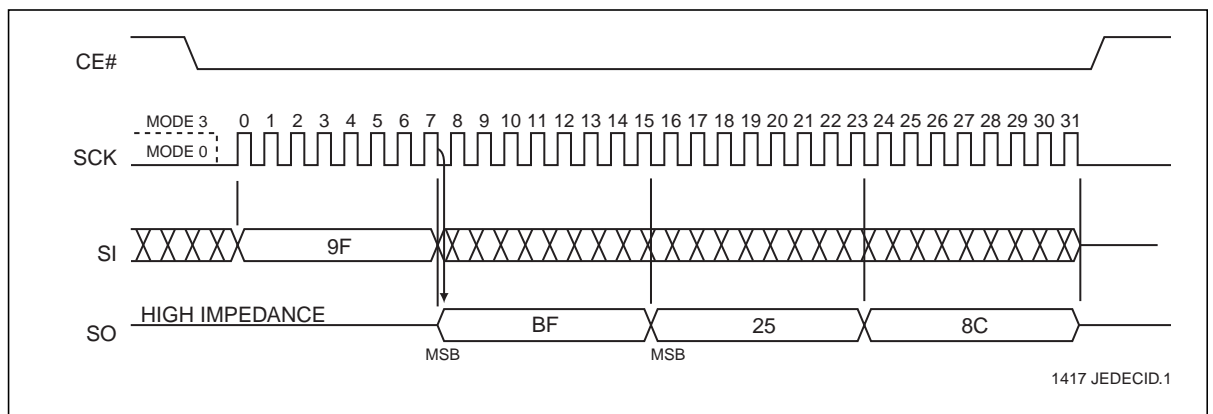 CE#
MODE 3
0 1 2 3 4 5 6 7 8 9 10 11 12 13 14 15 16 17 18 19 20 21 22 23 24 25 26 27 28 29 30 31
SCK
MODE 0
SI
9F
HIGH IMPEDANCE
SO
BF
25
8C
MSB
MSB
1417 JEDECID.1